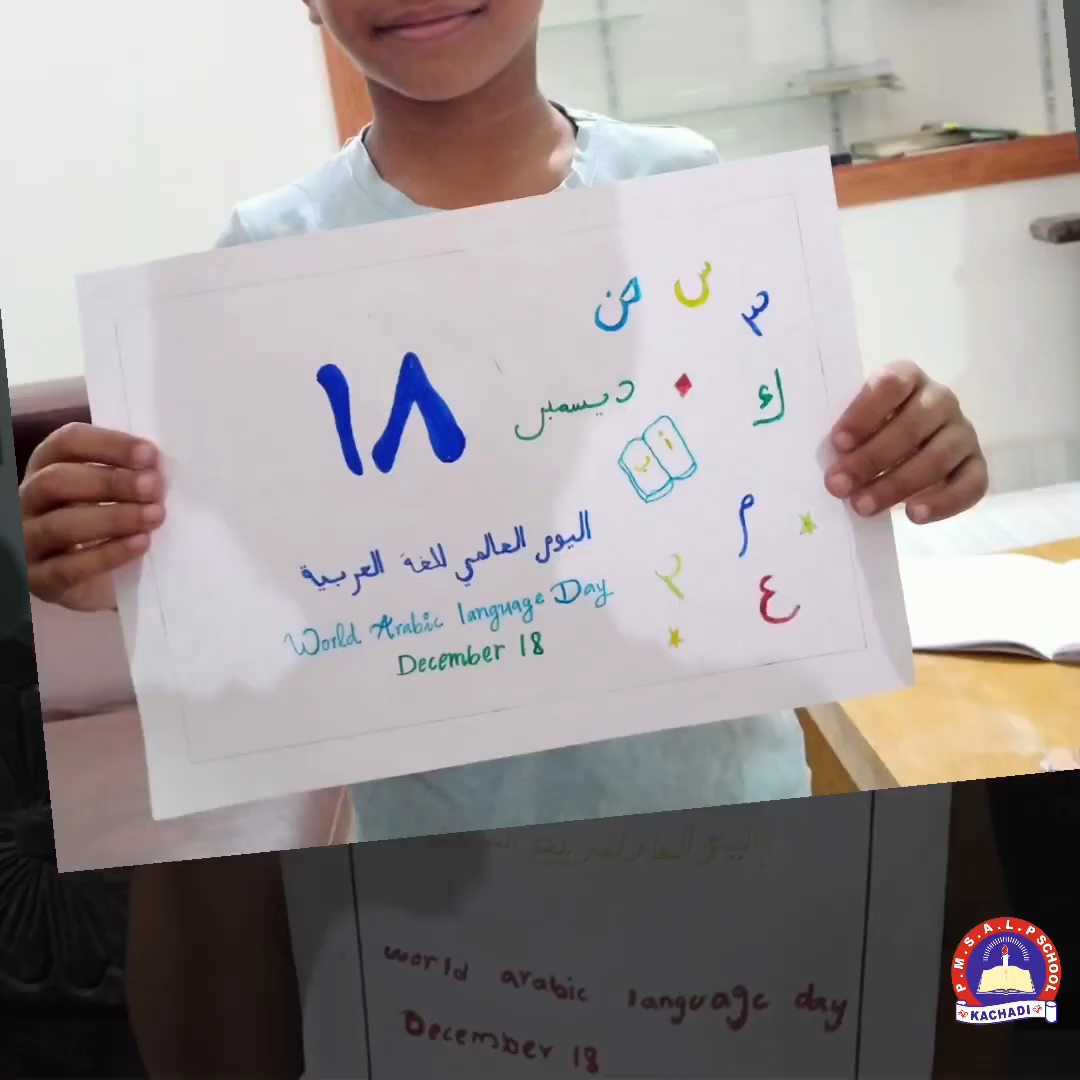 ض س
س
١٨ ديسمبر ك
ب أ
م
اليوم العالمي للغة العربية
ع
World Arabic language Day
December 18
world arabic language day
December 18
P.M.S.A.L.P SCHOOL
KACHADI